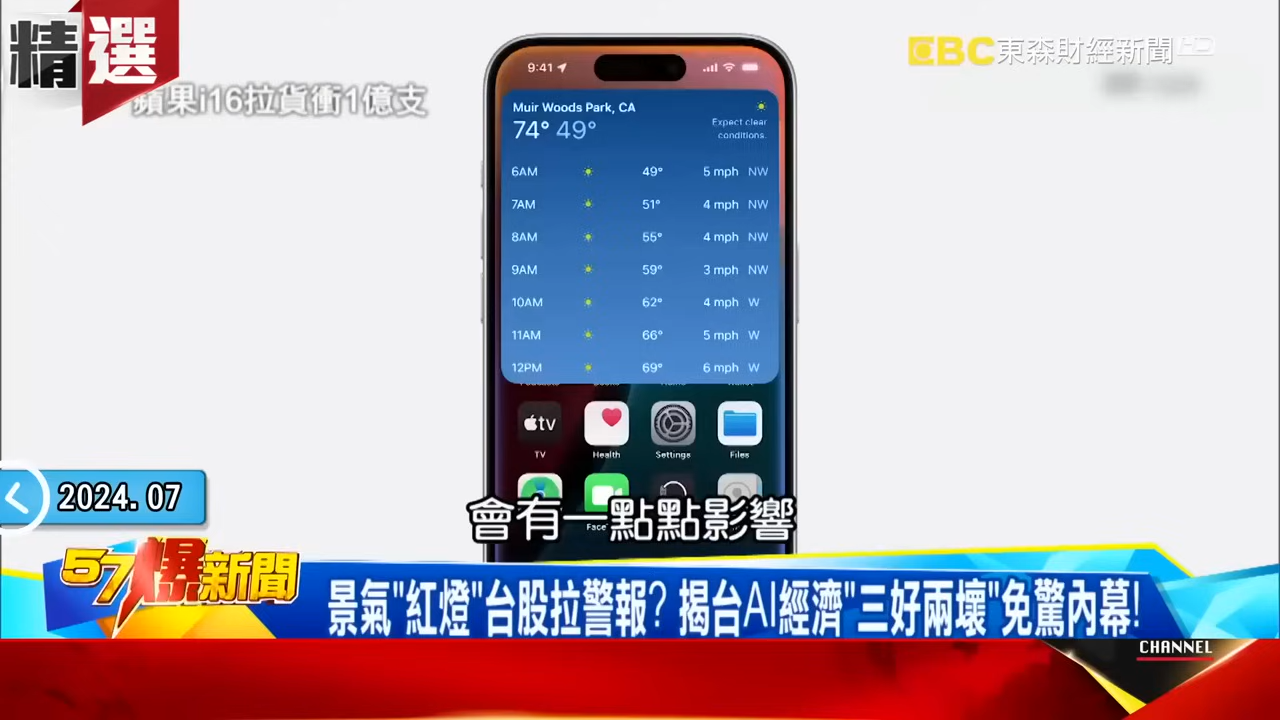 精選
EBC東森財經新聞HD
蘋果i16拉貨衝1億支
9:41
Muir Woods Park, CA
74° 49°
Expect clear
conditions.
6AM 49° 5 mph NW
7AM 51° 4 mph NW
8AM 55° 4 mph NW
9AM 59° 3 mph NW
10AM 62° 4 mph W
11AM 66° 5 mph W
12PM 69° 6 mph W
tv
TV Health Settings Files
2024.07
會有一點點影響
57爆新聞
景氣"紅燈"台股拉警報? 揭台AI經濟"三好兩壞"免驚內幕!
CHANNEL